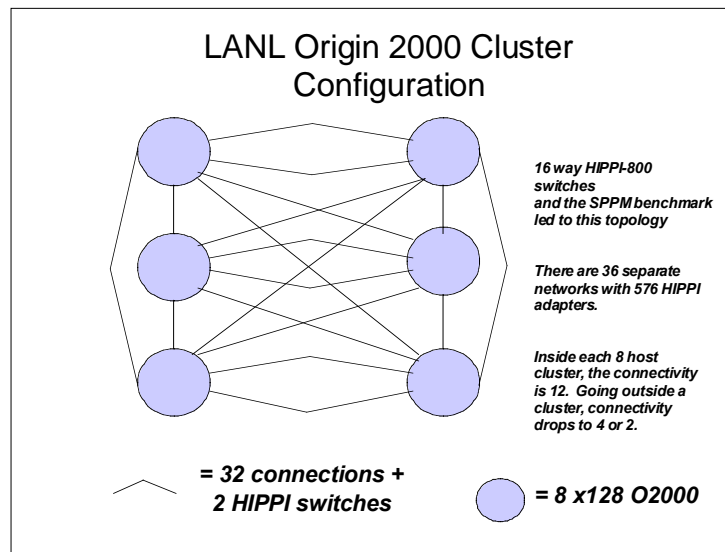 LANL Origin 2000 Cluster
Configuration
16 way HIPPI-800
switches
and the SPPM benchmark
led to this topology
There are 36 separate
networks with 576 HIPPI
adapters.
Inside each 8 host
cluster, the connectivity
is 12. Going outside a
cluster, connectivity
drops to 4 or 2.
= 32 connections +
2 HIPPI switches
= 8 x128 O2000